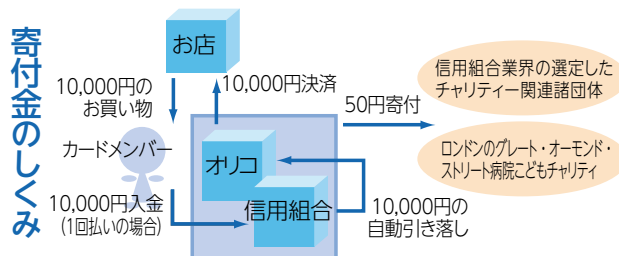 寄付金のしくみ
お店
10,000円の
お買い物
10,000円決済
カードメンバー
オリコ
信用組合
10,000円入金
(1回払いの場合)
10,000円の
自動引き落し
50円寄付
信用組合業界の選定した
チャリティー関連諸団体
ロンドンのグレート・オーモンド・
ストリート病院こどもチャリティ